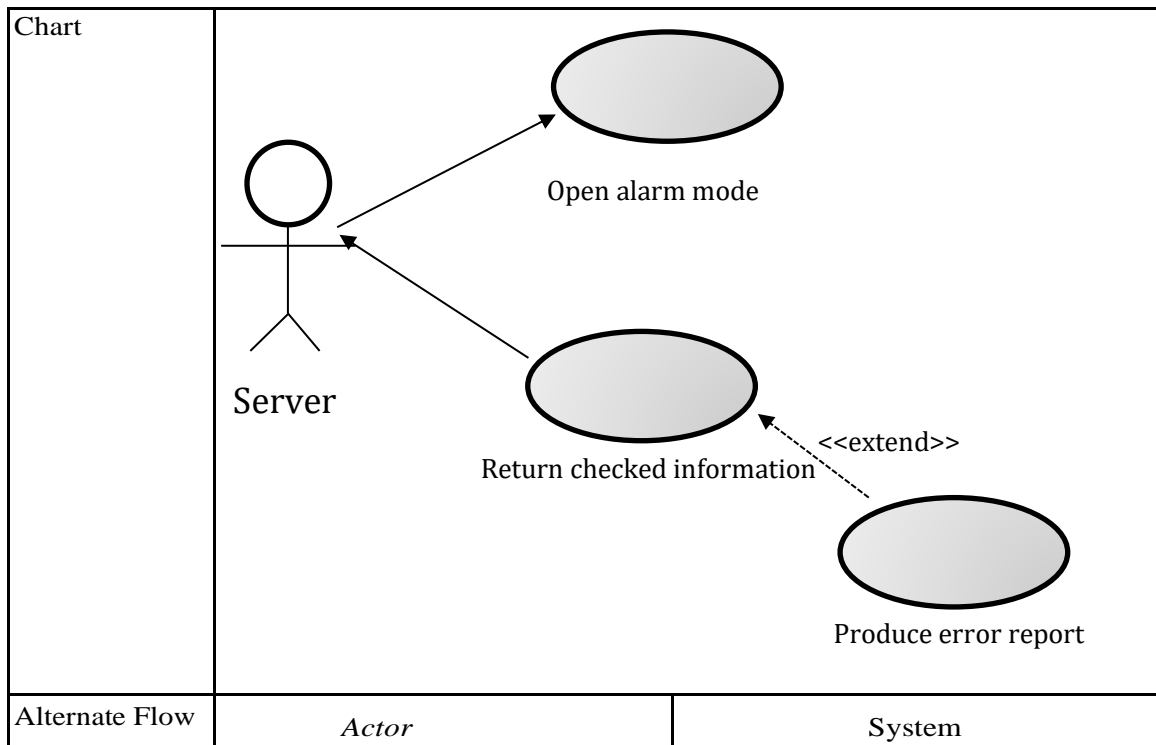 Chart
Open alarm mode
Server
<<extend>>
Return checked information
Produce error report
Alternate Flow
Actor
System